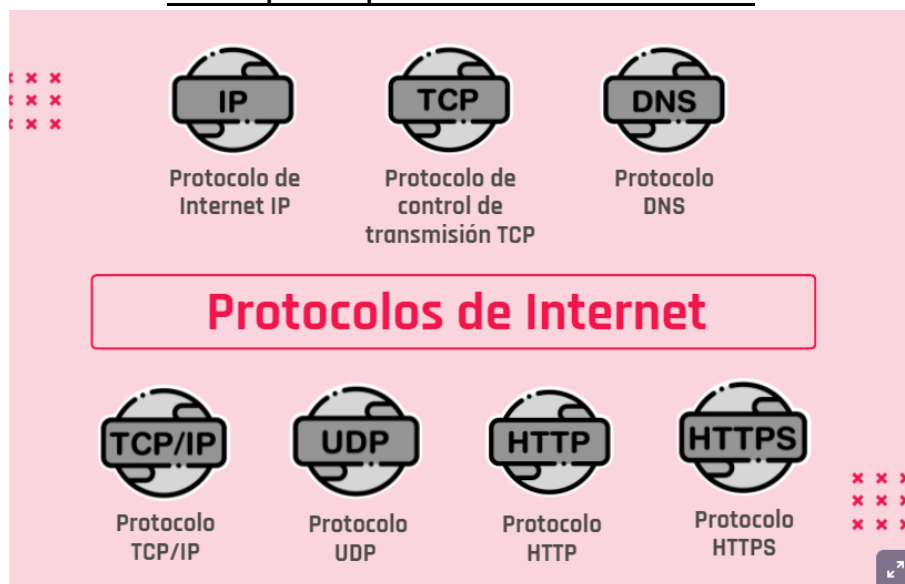 IP
TCP
DNS
Protocolo de
Internet IP
Protocolo de
control de
transmisión TCP
Protocolo
DNS
Protocolos de Internet
TCP/IP
UDP
HTTP
HTTPS
Protocolo
TCP/IP
Protocolo
UDP
Protocolo
HTTP
Protocolo
HTTPS